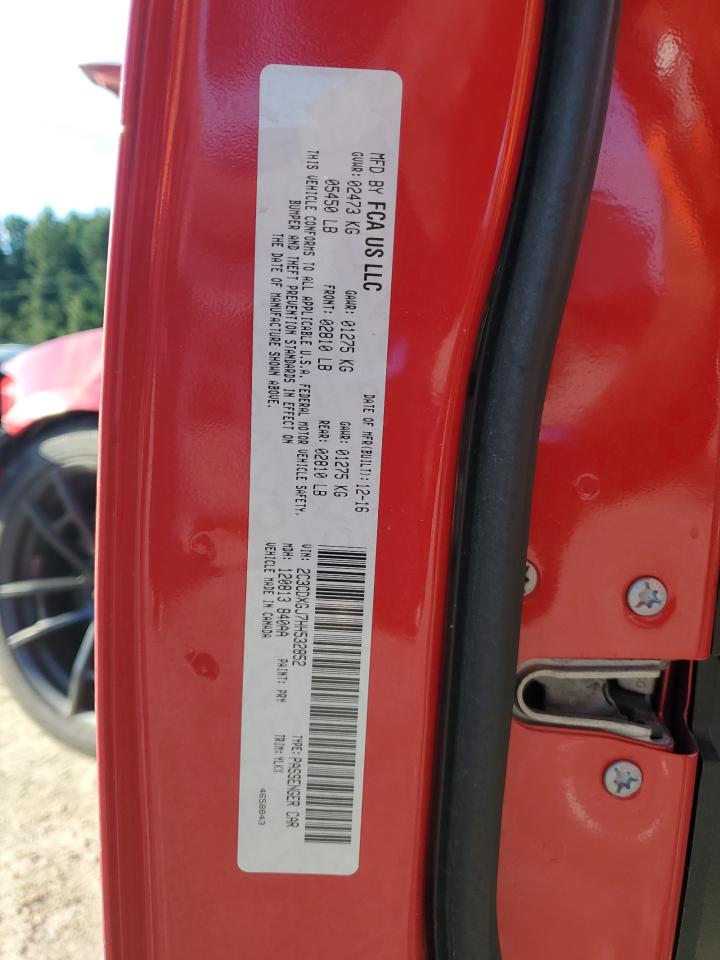 MFD BY FCA US LLC DATE OF MFR(BUILT): 12-16
GVWR: 02473 KG GAWR: 01275 KG GAWR: 01275 KG
05450 LB FRONT: 02810 LB REAR: 02810 LB
THIS VEHICLE CONFORMS TO ALL APPLICABLE U.S.A. FEDERAL MOTOR VEHICLE SAFETY,
BUMPER AND THEFT PREVENTION STANDARDS IN EFFECT ON
THE DATE OF MANUFACTURE SHOWN ABOVE.
VIN: 2C3CDXGJ7HH532852 TYPE: PASSENGER CAR
MDH: 120813 840AA PAINT: PRY TRIM: YLKX
VEHICLE MADE IN CANADA 4658843